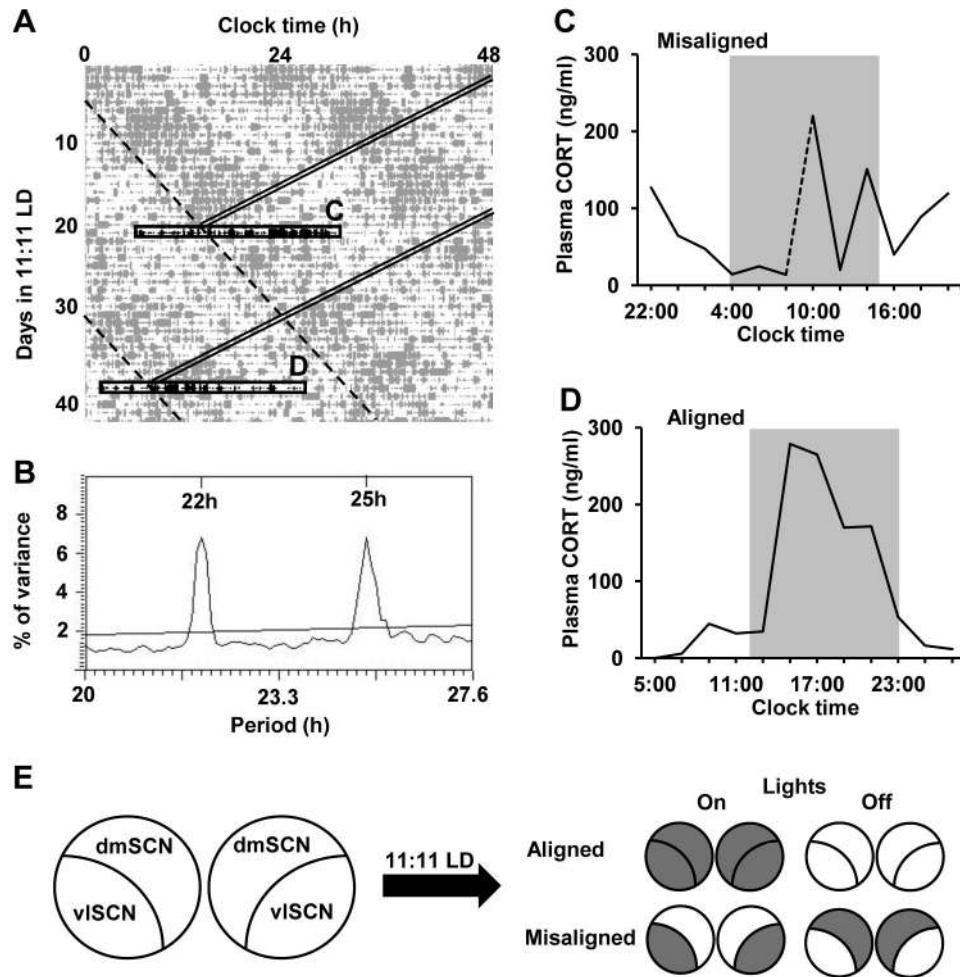 A
Clock time (h)
0 24 48
Days in 11:11 LD
10
20
30
40
C
D
B
% of variance
8
6
4
2
22h 25h
20 23.3 27.6
Period (h)
C
Misaligned
Plasma CORT (ng/ml)
300
200
100
0
22:00 4:00 10:00 16:00
Clock time
D
Aligned
Plasma CORT (ng/ml)
300
200
100
0
5:00 11:00 17:00 23:00
Clock time
E
dmSCN dmSCN
vlSCN vlSCN
11:11 LD
Lights
On Off
Aligned
Misaligned